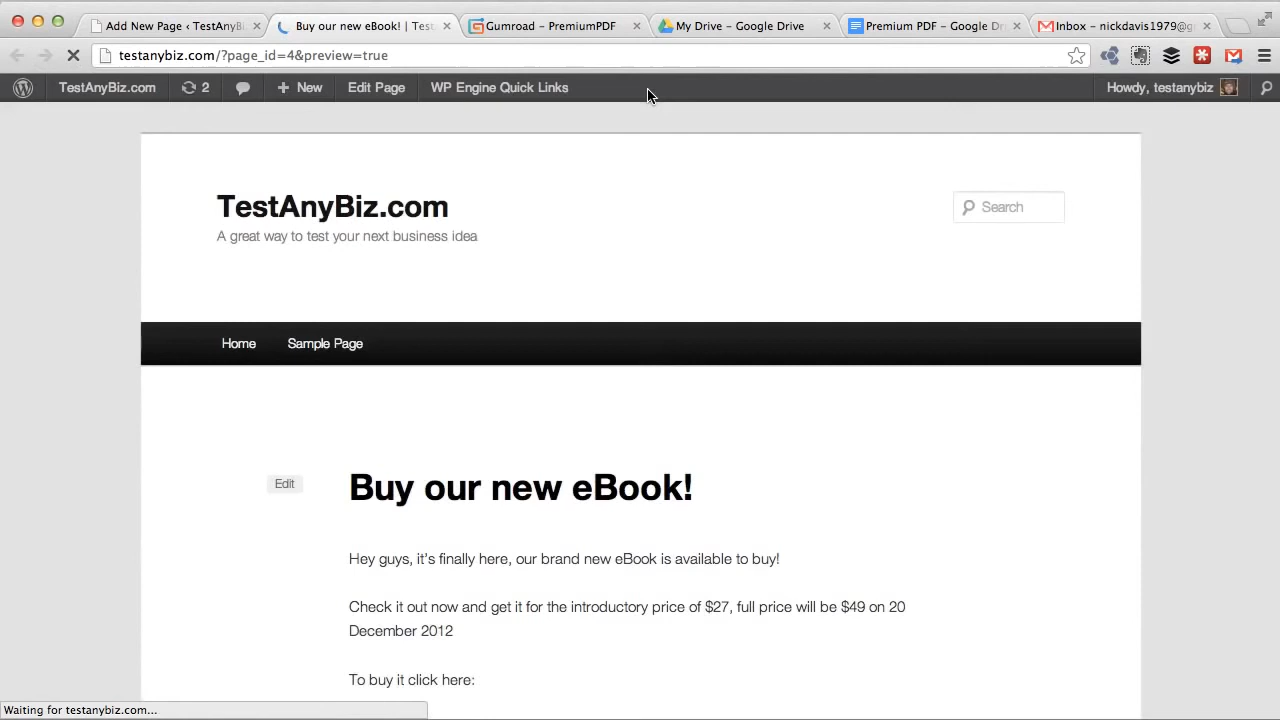 Add New Page ‹ TestAnyBi
Buy our new eBook! | Test
Gumroad – PremiumPDF
My Drive – Google Drive
Premium PDF – Google Dr
Inbox – nickdavis1979@g
testanybiz.com/?page_id=4&preview=true
TestAnyBiz.com
2
New
Edit Page
WP Engine Quick Links
Howdy, testanybiz
TestAnyBiz.com
Search
A great way to test your next business idea
Home
Sample Page
Edit
Buy our new eBook!
Hey guys, it's finally here, our brand new eBook is available to buy!
Check it out now and get it for the introductory price of $27, full price will be $49 on 20
December 2012
To buy it click here:
Waiting for testanybiz.com...